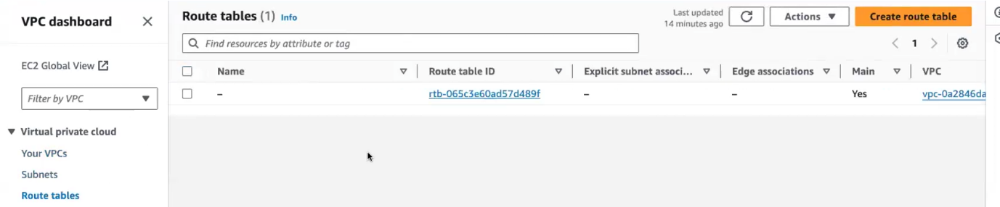 VPC dashboard
EC2 Global View
Filter by VPC
Virtual private cloud
Your VPCs
Subnets
Route tables
Route tables (1) Info
Last updated
14 minutes ago
Actions
Create route table
Find resources by attribute or tag
1
Name Route table ID Explicit subnet associ... Edge associations Main VPC
– rtb-065c3e60ad57d489f – – Yes vpc-0a2846da